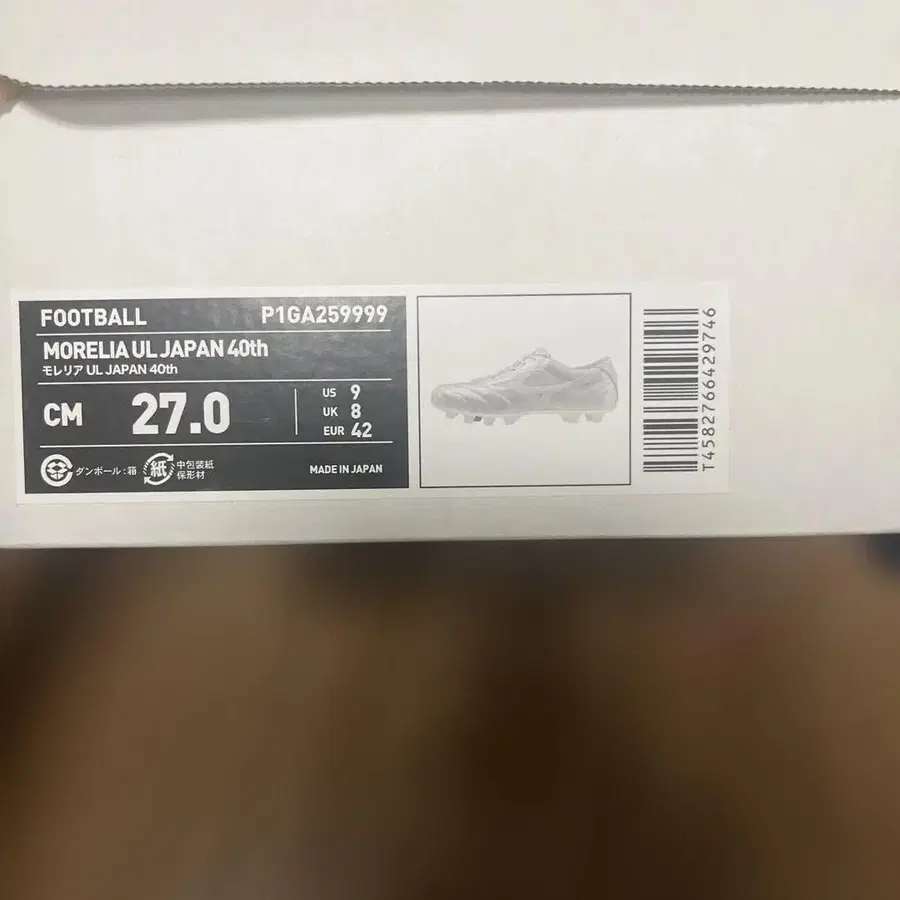 FOOTBALL P1GA259999
MORELIA UL JAPAN 40th
モレリア UL JAPAN 40th
CM 27.0
US 9
UK 8
EUR 42
ダンボール:箱 紙 中包装紙
保形材
MADE IN JAPAN
T4582766429746